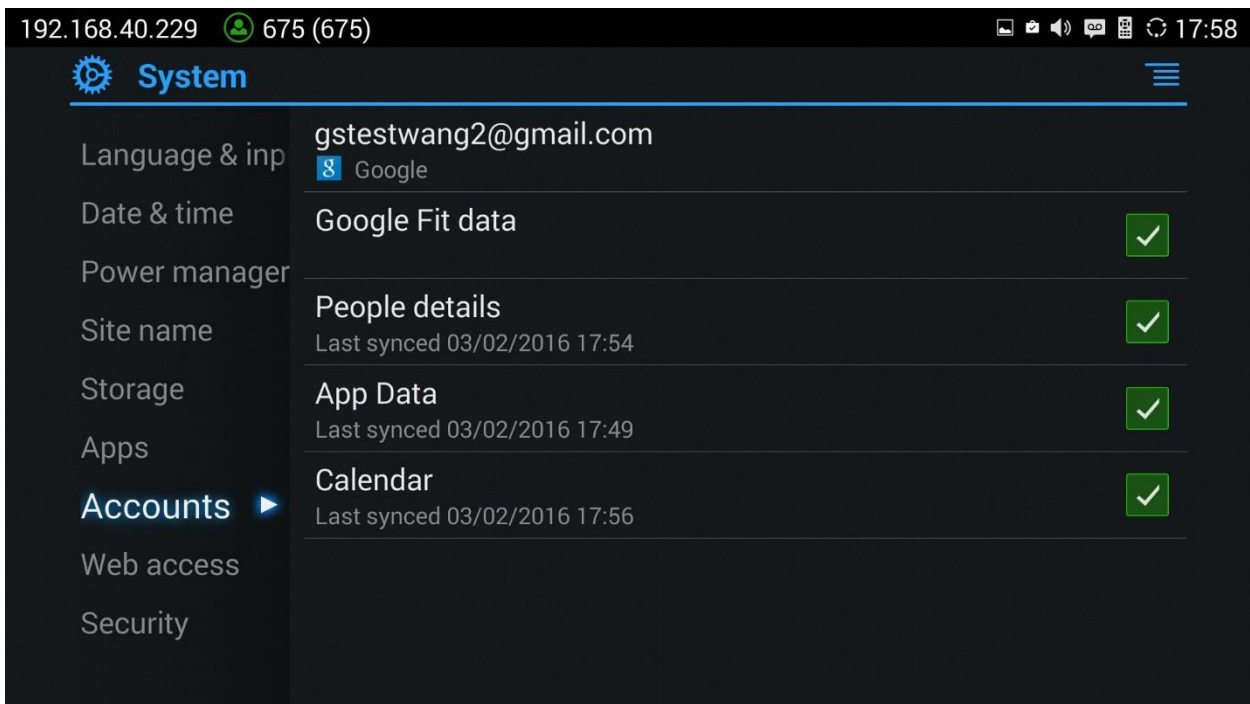 192.168.40.229 675 (675) 17:58
System
Language & inp
Date & time
Power manager
Site name
Storage
Apps
Accounts
Web access
Security
gstestwang2@gmail.com
8 Google
Google Fit data
People details
Last synced 03/02/2016 17:54
App Data
Last synced 03/02/2016 17:49
Calendar
Last synced 03/02/2016 17:56